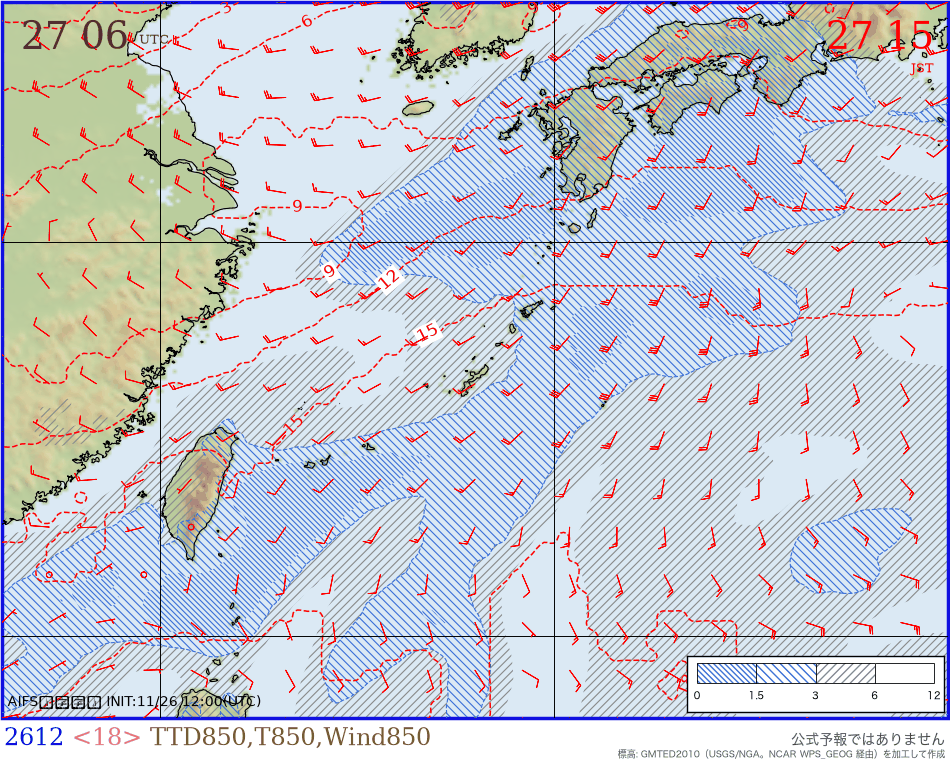 27 06 UTC
27 15
JST
3
6
9
9
9
12
15
15
0 1.5 3 6 12
AIFS INIT:11/26 12:00(UTC)
2612 <18> TTD850,T850,Wind850
公式予報ではありません
標高: GMTED2010（USGS/NGA。NCAR WPS_GEOG 経由）を加工して作成